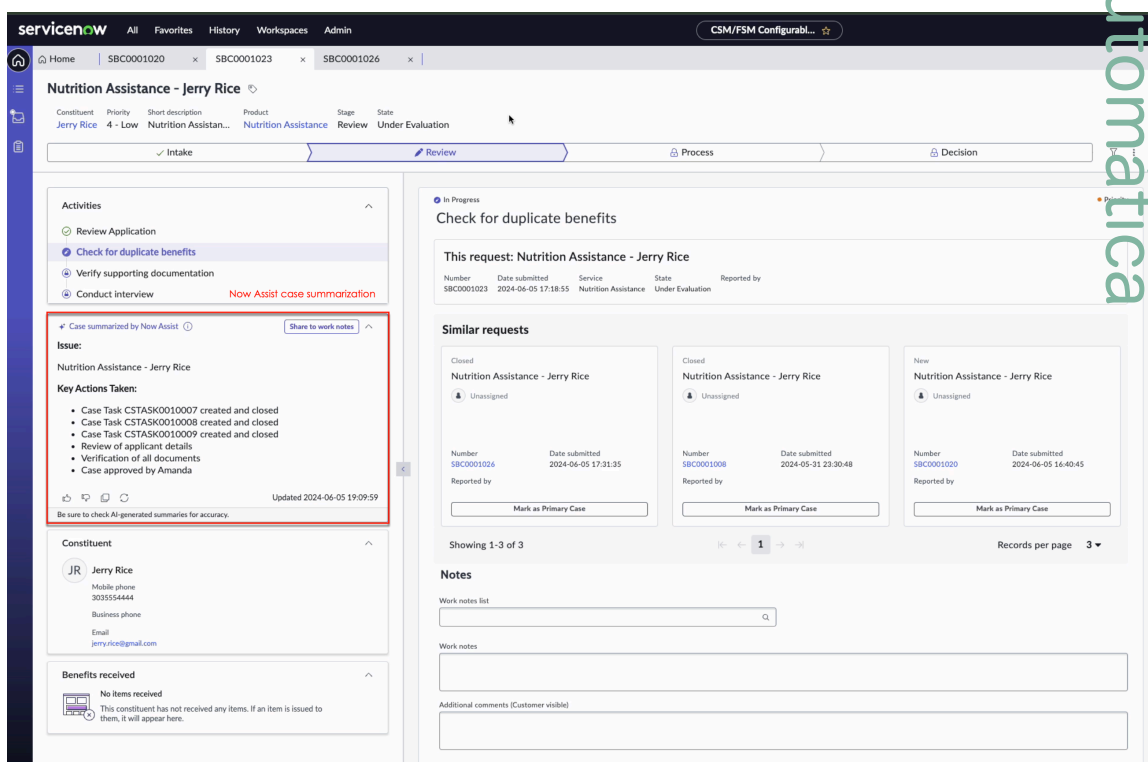 servicenow All Favorites History Workspaces Admin CSM/FSM Configurabl...
Home SBC0001020 × SBC0001023 × SBC0001026 ×
Nutrition Assistance - Jerry Rice
Constituent Priority Short description Product Stage State
Jerry Rice 4 - Low Nutrition Assistan... Nutrition Assistance Review Under Evaluation
Intake Review Process Decision
Activities
Review Application
Check for duplicate benefits
Verify supporting documentation
Conduct interview
Now Assist case summarization
Case summarized by Now Assist Share to work notes
Issue:
Nutrition Assistance - Jerry Rice
Key Actions Taken:
• Case Task CSTASK0010007 created and closed
• Case Task CSTASK0010008 created and closed
• Case Task CSTASK0010009 created and closed
• Review of applicant details
• Verification of all documents
• Case approved by Amanda
Updated 2024-06-05 19:09:59
Be sure to check AI-generated summaries for accuracy.
Constituent
JR Jerry Rice
Mobile phone
3035554444
Business phone
Email
jerry.rice@gmail.com
Benefits received
No items received
This constituent has not received any items. If an item is issued to
them, it will appear here.
In Progress
Check for duplicate benefits
This request: Nutrition Assistance - Jerry Rice
Number Date submitted Service State Reported by
SBC0001023 2024-06-05 17:18:55 Nutrition Assistance Under Evaluation
Similar requests
Closed
Nutrition Assistance - Jerry Rice
Unassigned
Number Date submitted
SBC0001026 2024-06-05 17:31:35
Reported by
Mark as Primary Case
Closed
Nutrition Assistance - Jerry Rice
Unassigned
Number Date submitted
SBC0001008 2024-05-31 23:30:48
Reported by
Mark as Primary Case
New
Nutrition Assistance - Jerry Rice
Unassigned
Number Date submitted
SBC0001020 2024-06-05 16:40:45
Reported by
Mark as Primary Case
Showing 1-3 of 3 1 Records per page 3
Notes
Work notes list
Work notes
Additional comments (Customer visible)
utomatica